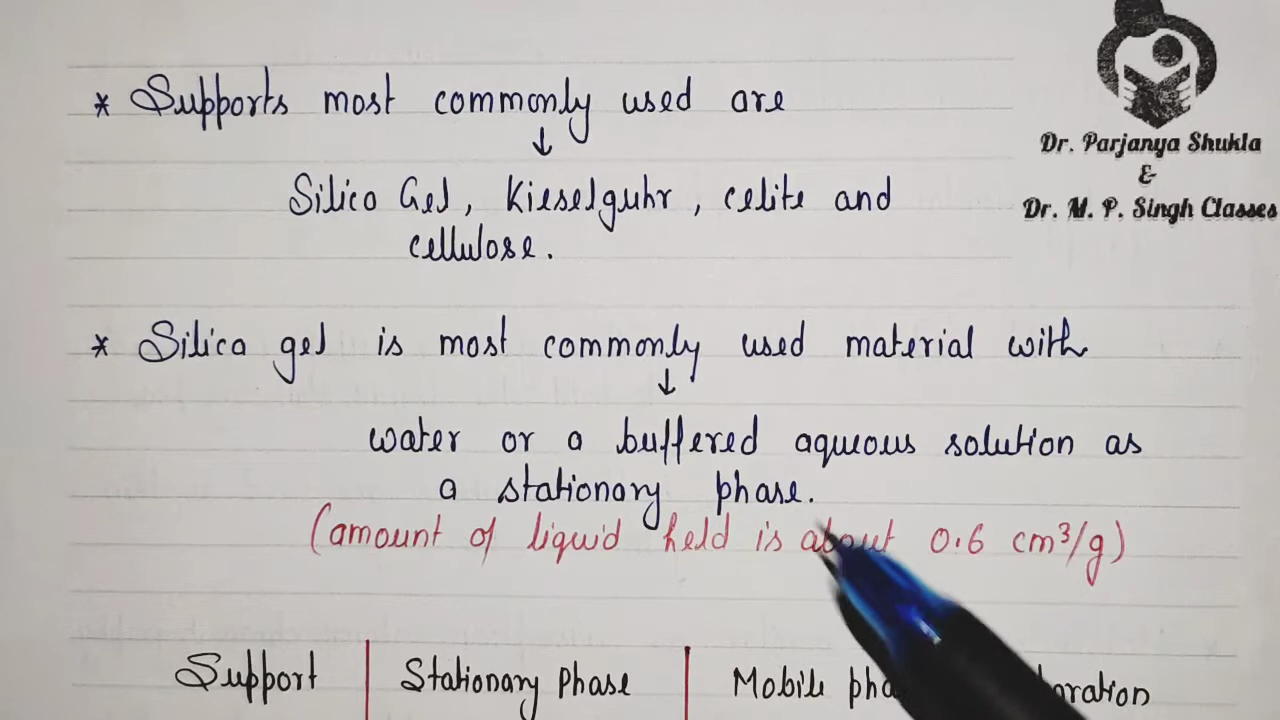 * Supports most commonly used are
↓
Silica Gel, Kieselguhr, celite and
cellulose.
* Silica gel is most commonly used material with
↓
water or a buffered aqueous solution as
a stationary phase.
(amount of liquid held is about 0.6 cm³/g)
Support | Stationary Phase | Mobile
Dr. Parjanya Shukla
&
Dr. M. P. Singh Classes